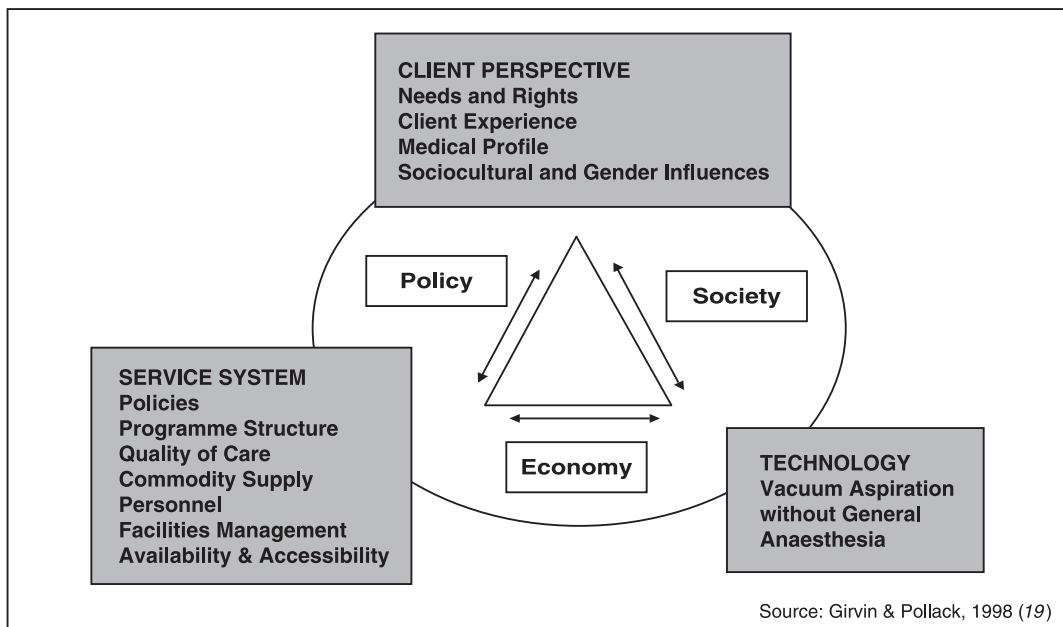 CLIENT PERSPECTIVE
Needs and Rights
Client Experience
Medical Profile
Sociocultural and Gender Influences
Policy
Society
SERVICE SYSTEM
Policies
Programme Structure
Quality of Care
Commodity Supply
Personnel
Facilities Management
Availability & Accessibility
Economy
TECHNOLOGY
Vacuum Aspiration
without General
Anaesthesia
Source: Girvin & Pollack, 1998 (19)